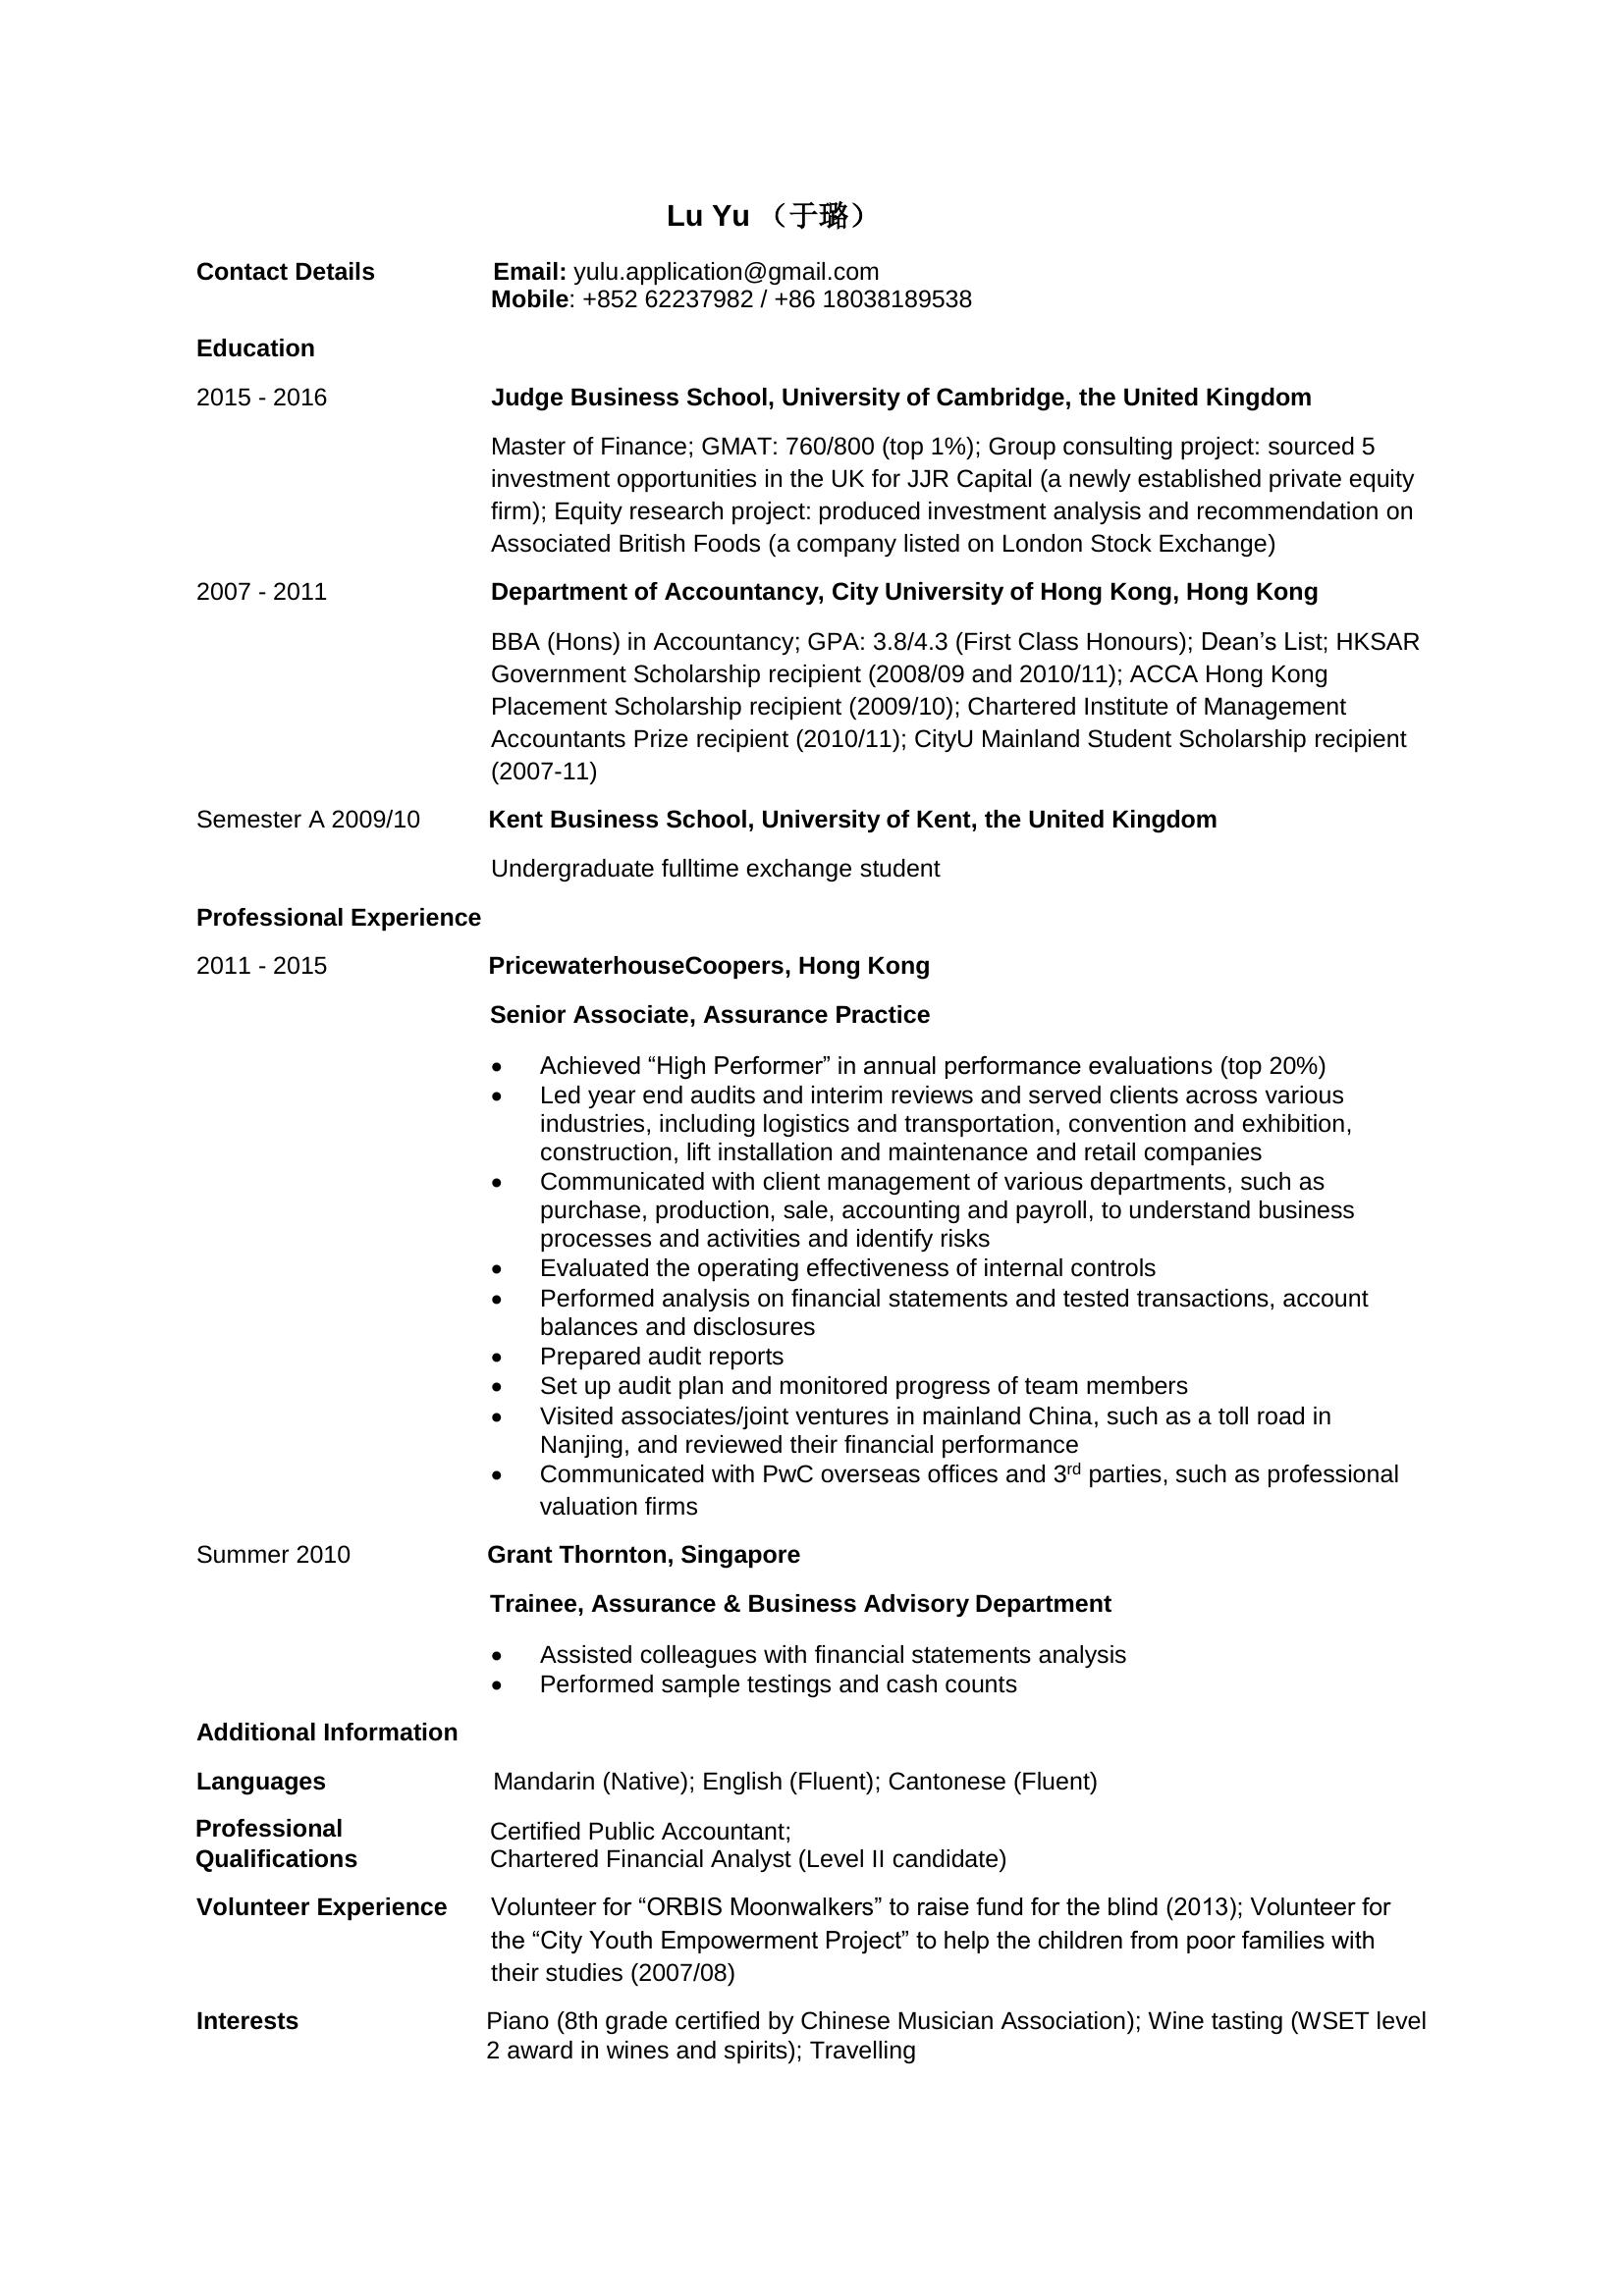 Lu Yu （于璐）
Contact Details
Email: yulu.application@gmail.com
Mobile: +852 62237982 / +86 18038189538
Education
2015 - 2016
Judge Business School, University of Cambridge, the United Kingdom
Master of Finance; GMAT: 760/800 (top 1%); Group consulting project: sourced 5
investment opportunities in the UK for JJR Capital (a newly established private equity
firm); Equity research project: produced investment analysis and recommendation on
Associated British Foods (a company listed on London Stock Exchange)
2007 - 2011
Department of Accountancy, City University of Hong Kong, Hong Kong
BBA (Hons) in Accountancy; GPA: 3.8/4.3 (First Class Honours); Dean’s List; HKSAR
Government Scholarship recipient (2008/09 and 2010/11); ACCA Hong Kong
Placement Scholarship recipient (2009/10); Chartered Institute of Management
Accountants Prize recipient (2010/11); CityU Mainland Student Scholarship recipient
(2007-11)
Semester A 2009/10
Kent Business School, University of Kent, the United Kingdom
Undergraduate fulltime exchange student
Professional Experience
2011 - 2015
PricewaterhouseCoopers, Hong Kong
Senior Associate, Assurance Practice
• Achieved “High Performer” in annual performance evaluations (top 20%)
• Led year end audits and interim reviews and served clients across various
industries, including logistics and transportation, convention and exhibition,
construction, lift installation and maintenance and retail companies
• Communicated with client management of various departments, such as
purchase, production, sale, accounting and payroll, to understand business
processes and activities and identify risks
• Evaluated the operating effectiveness of internal controls
• Performed analysis on financial statements and tested transactions, account
balances and disclosures
• Prepared audit reports
• Set up audit plan and monitored progress of team members
• Visited associates/joint ventures in mainland China, such as a toll road in
Nanjing, and reviewed their financial performance
• Communicated with PwC overseas offices and 3rd parties, such as professional
valuation firms
Summer 2010
Grant Thornton, Singapore
Trainee, Assurance & Business Advisory Department
• Assisted colleagues with financial statements analysis
• Performed sample testings and cash counts
Additional Information
Languages
Mandarin (Native); English (Fluent); Cantonese (Fluent)
Professional
Qualifications
Certified Public Accountant;
Chartered Financial Analyst (Level II candidate)
Volunteer Experience
Volunteer for “ORBIS Moonwalkers” to raise fund for the blind (2013); Volunteer for
the “City Youth Empowerment Project” to help the children from poor families with
their studies (2007/08)
Interests
Piano (8th grade certified by Chinese Musician Association); Wine tasting (WSET level
2 award in wines and spirits); Travelling